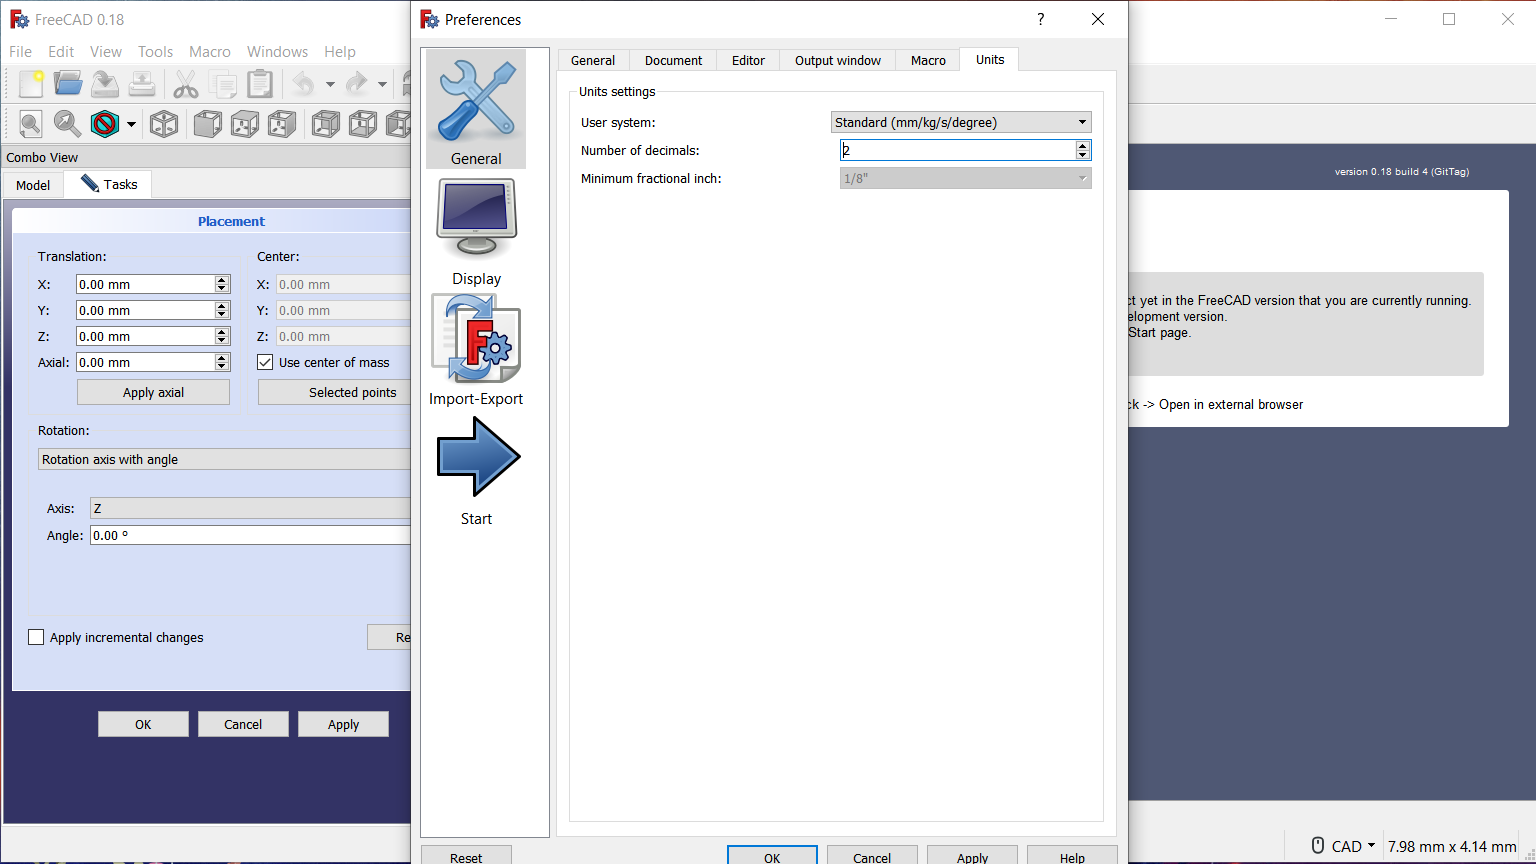 FreeCAD 0.18
File Edit View Tools Macro Windows Help
Combo View
Model Tasks
Placement
Translation:
X: 0.00 mm
Y: 0.00 mm
Z: 0.00 mm
Axial: 0.00 mm
Apply axial
Center:
X: 0.00 mm
Y: 0.00 mm
Z: 0.00 mm
Use center of mass
Selected points
Rotation:
Rotation axis with angle
Axis: Z
Angle: 0.00 °
Apply incremental changes
Re
OK Cancel Apply
Preferences
?
General
Display
Import-Export
Start
General Document Editor Output window Macro Units
Units settings
User system: Standard (mm/kg/s/degree)
Number of decimals: 2
Minimum fractional inch: 1/8"
Reset OK Cancel Apply Help
version 0.18 build 4 (GitTag)
ct yet in the FreeCAD version that you are currently running.
elopment version.
Start page.
ck -> Open in external browser
CAD 7.98 mm x 4.14 mm